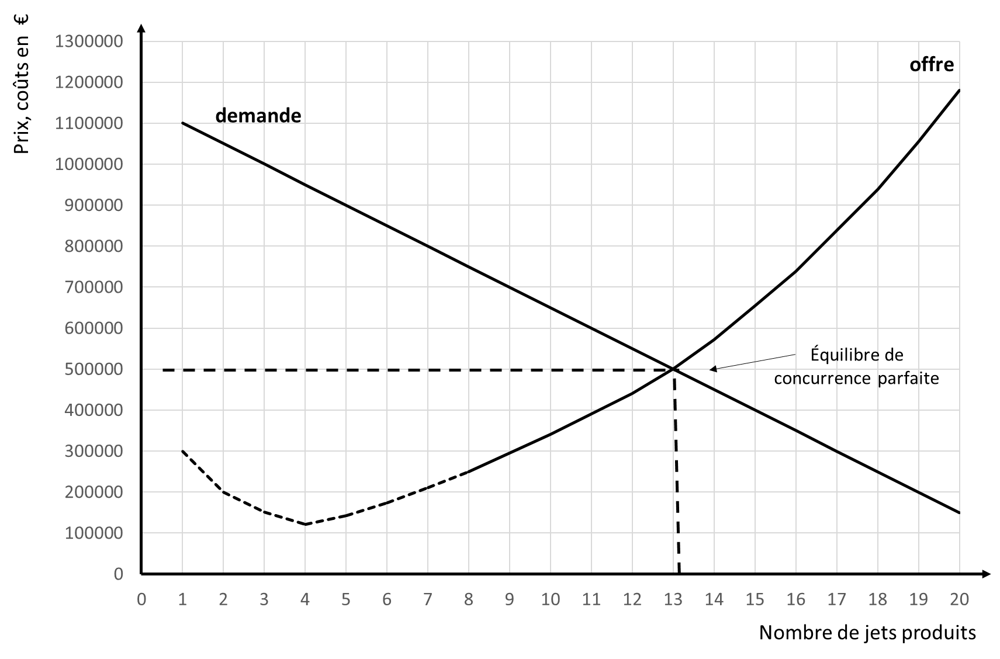 Prix, coûts en €
1300000
1200000
1100000
1000000
900000
800000
700000
600000
500000
400000
300000
200000
100000
0
offre
demande
Équilibre de
concurrence parfaite
0 1 2 3 4 5 6 7 8 9 10 11 12 13 14 15 16 17 18 19 20
Nombre de jets produits